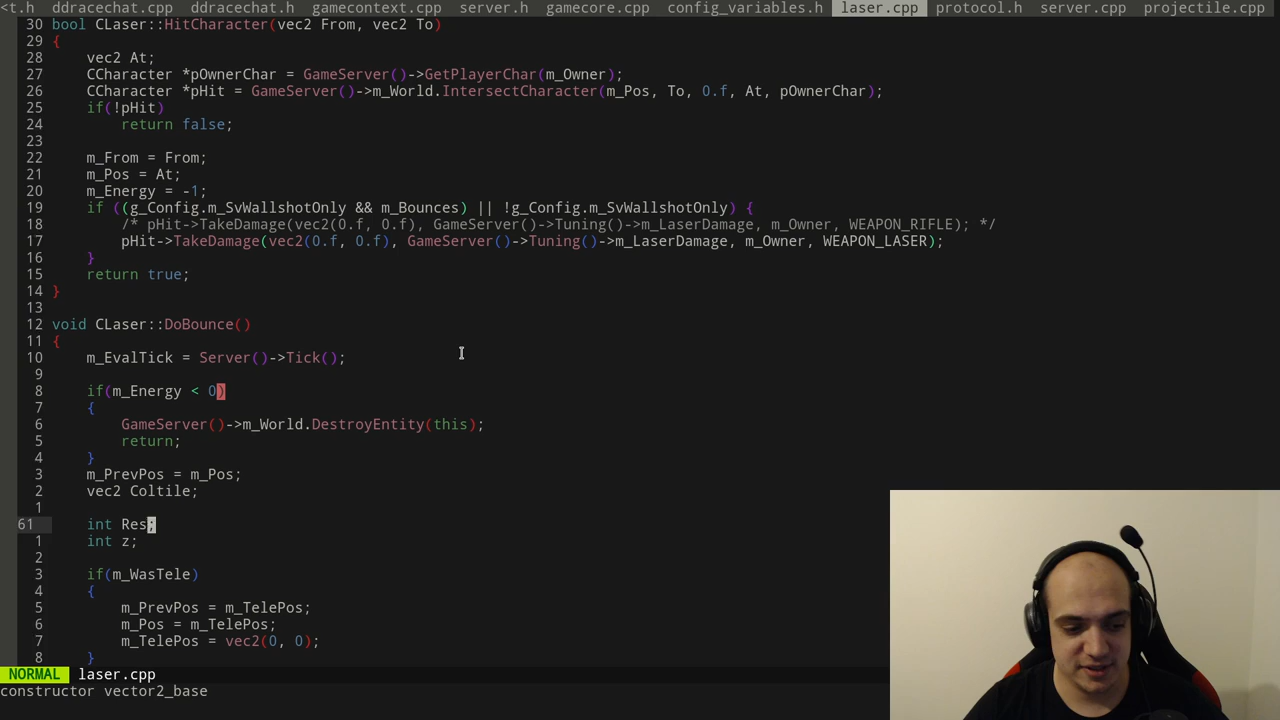 <t.h ddracechat.cpp ddracechat.h gamecontext.cpp server.h gamecore.cpp config_variables.h laser.cpp protocol.h server.cpp projectile.cpp
30 bool CLaser::HitCharacter(vec2 From, vec2 To)
29 {
28     vec2 At;
27     CCharacter *pOwnerChar = GameServer()->GetPlayerChar(m_Owner);
26     CCharacter *pHit = GameServer()->m_World.IntersectCharacter(m_Pos, To, 0.f, At, pOwnerChar);
25     if(!pHit)
24         return false;
23
22     m_From = From;
21     m_Pos = At;
20     m_Energy = -1;
19     if ((g_Config.m_SvWallshotOnly && m_Bounces) || !g_Config.m_SvWallshotOnly) {
18         /* pHit->TakeDamage(vec2(0.f, 0.f), GameServer()->Tuning()->m_LaserDamage, m_Owner, WEAPON_RIFLE); */
17         pHit->TakeDamage(vec2(0.f, 0.f), GameServer()->Tuning()->m_LaserDamage, m_Owner, WEAPON_LASER);
16     }
15     return true;
14 }
13
12 void CLaser::DoBounce()
11 {
10     m_EvalTick = Server()->Tick();
9
8     if(m_Energy < 0)
7     {
6         GameServer()->m_World.DestroyEntity(this);
5         return;
4     }
3     m_PrevPos = m_Pos;
2     vec2 Coltile;
1
61     int Res;
1     int z;
2
3     if(m_WasTele)
4     {
5         m_PrevPos = m_TelePos;
6         m_Pos = m_TelePos;
7         m_TelePos = vec2(0, 0);
8     }
NORMAL laser.cpp
constructor vector2_base